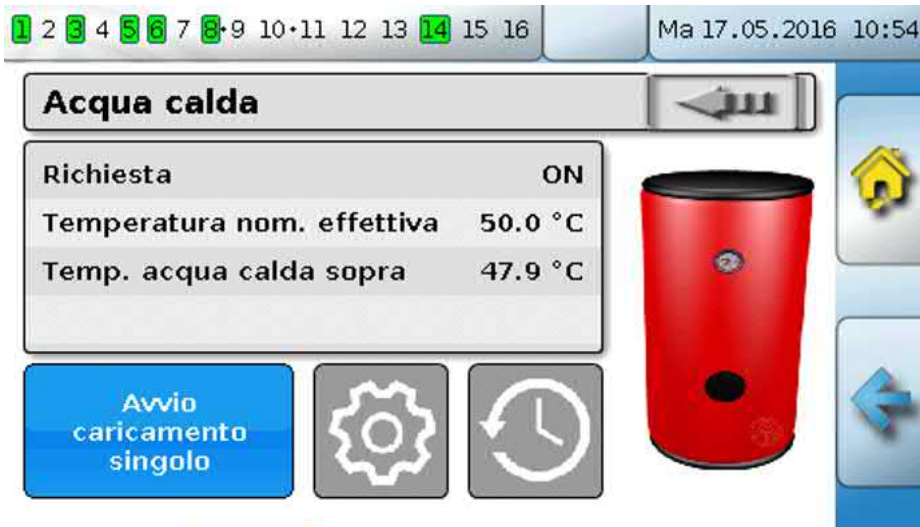 1 2 3 4 5 6 7 8•9 10•11 12 13 14 15 16 Ma 17.05.2016 10:54
Acqua calda
Richiesta ON
Temperatura nom. effettiva 50.0 °C
Temp. acqua calda sopra 47.9 °C
Avvio
caricamento
singolo